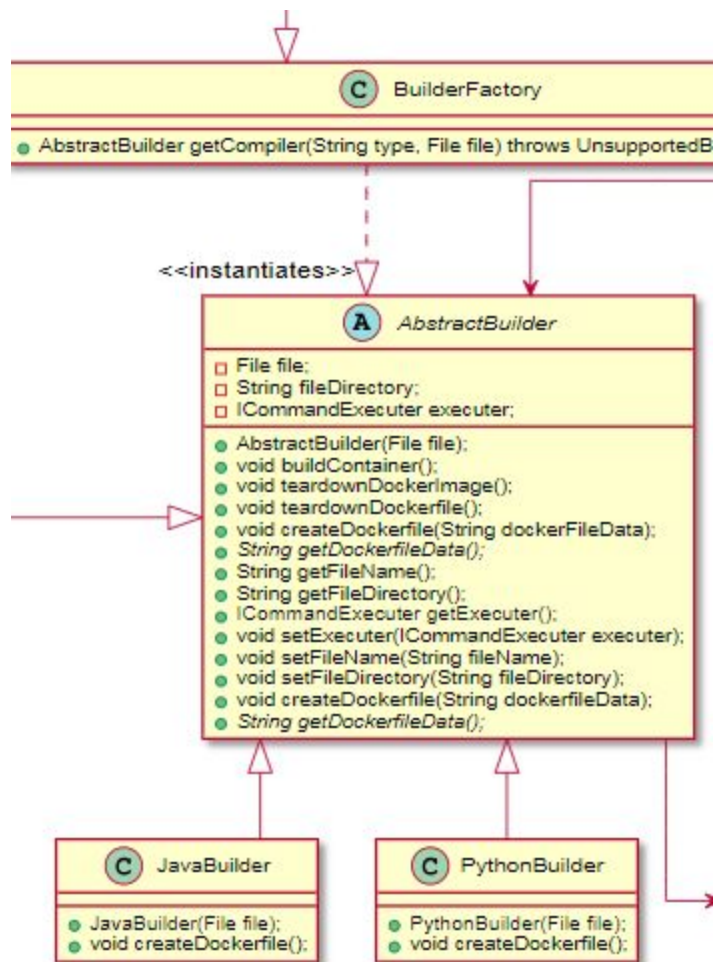 C BuilderFactory
AbstractBuilder getCompiler(String type, File file) throws UnsupportedB
<<instantiates>>
A AbstractBuilder
File file;
String fileDirectory;
ICommandExecuter executer;
AbstractBuilder(File file);
void buildContainer();
void teardownDockerImage();
void teardownDockerfile();
void createDockerfile(String dockerFileData);
String getDockerfileData();
String getFileName();
String getFileDirectory();
ICommandExecuter getExecuter();
void setExecuter(ICommandExecuter executer);
void setFileName(String fileName);
void setFileDirectory(String fileDirectory);
void createDockerfile(String dockerfileData);
String getDockerfileData();
C JavaBuilder
JavaBuilder(File file);
void createDockerfile();
C PythonBuilder
PythonBuilder(File file);
void createDockerfile();